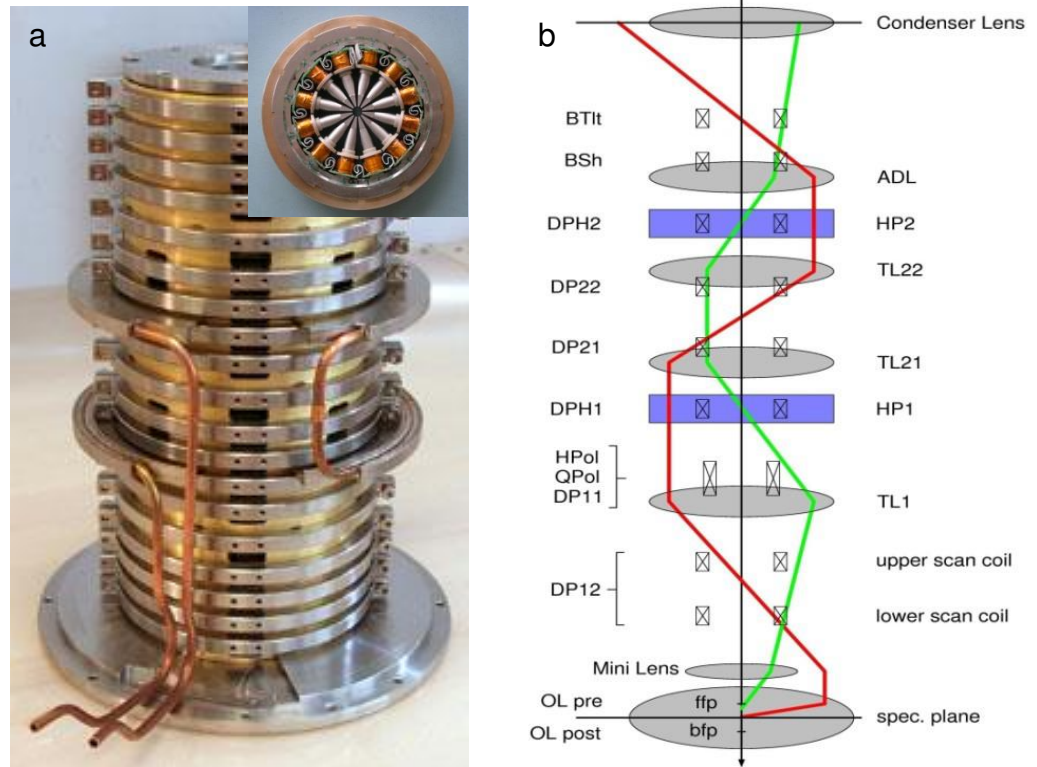 a
b
Condenser Lens
BTlt
BSh
ADL
DPH2
HP2
TL22
DP22
DP21
TL21
DPH1
HP1
HPol
QPol
DP11
TL1
upper scan coil
DP12
lower scan coil
Mini Lens
OL pre
ffp
spec. plane
OL post
bfp